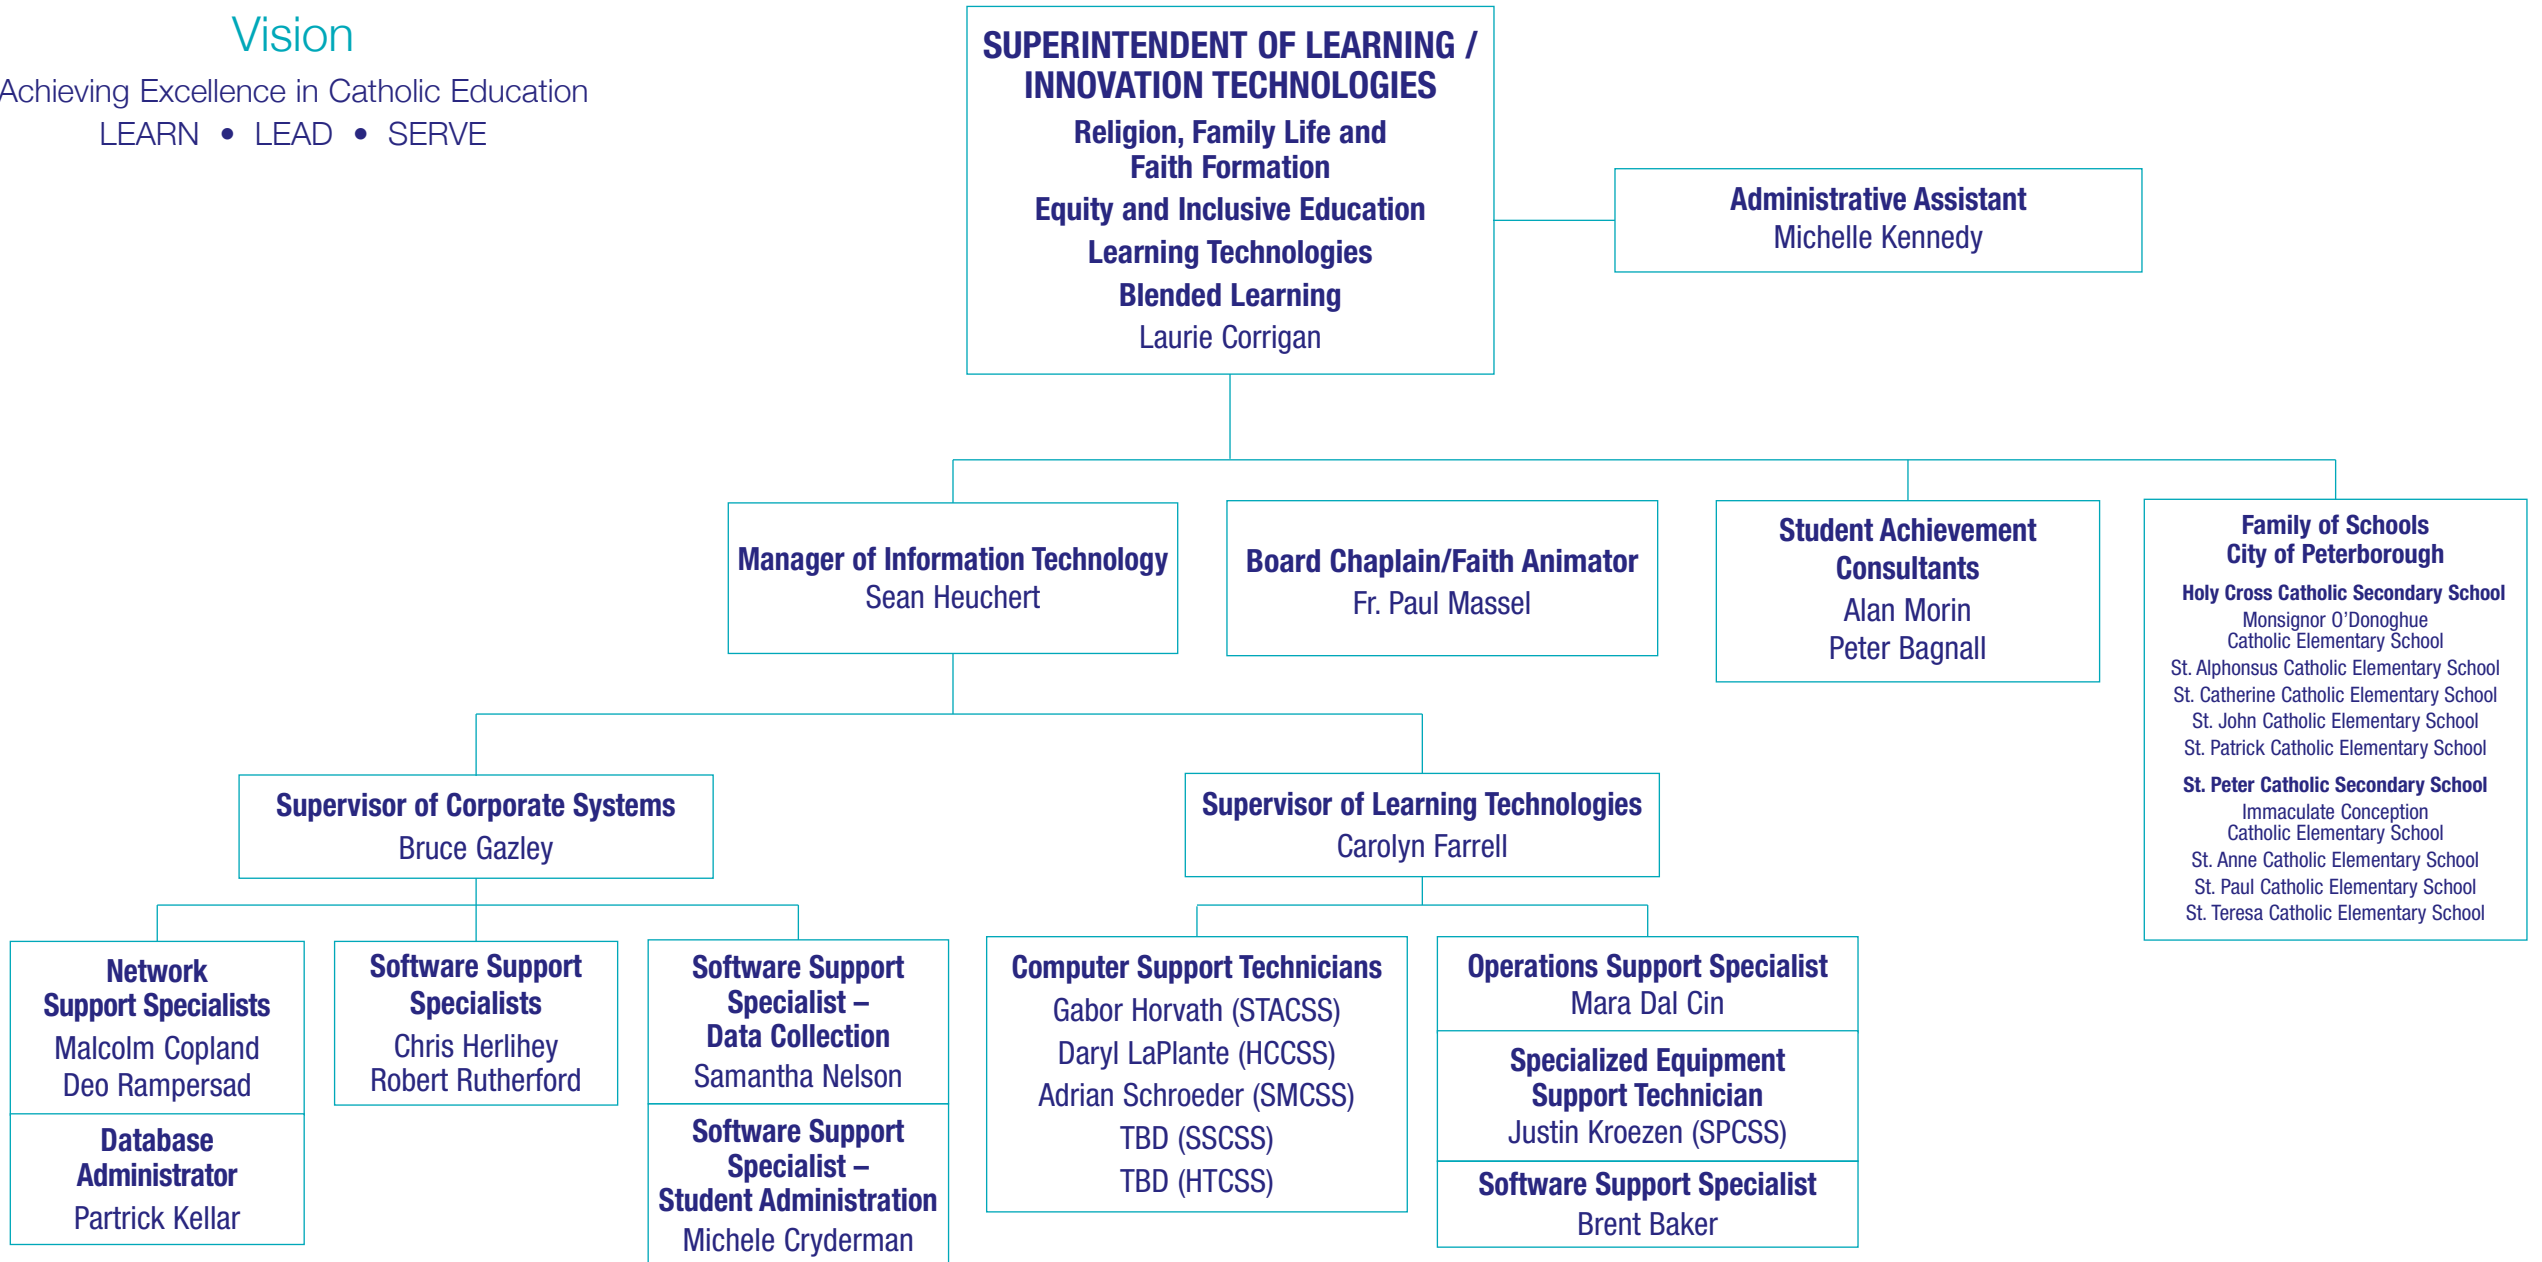 Vision
Achieving Excellence in Catholic Education
LEARN • LEAD • SERVE
SUPERINTENDENT OF LEARNING /
INNOVATION TECHNOLOGIES
Religion, Family Life and
Faith Formation
Equity and Inclusive Education
Learning Technologies
Blended Learning
Laurie Corrigan
Administrative Assistant
Michelle Kennedy
Manager of Information Technology
Sean Heuchert
Board Chaplain/Faith Animator
Fr. Paul Massel
Student Achievement
Consultants
Alan Morin
Peter Bagnall
Family of Schools
City of Peterborough
Holy Cross Catholic Secondary School
Monsignor O’Donoghue
Catholic Elementary School
St. Alphonsus Catholic Elementary School
St. Catherine Catholic Elementary School
St. John Catholic Elementary School
St. Patrick Catholic Elementary School
St. Peter Catholic Secondary School
Immaculate Conception
Catholic Elementary School
St. Anne Catholic Elementary School
St. Paul Catholic Elementary School
St. Teresa Catholic Elementary School
Supervisor of Corporate Systems
Bruce Gazley
Supervisor of Learning Technologies
Carolyn Farrell
Network
Support Specialists
Malcolm Copland
Deo Rampersad
Database
Administrator
Partrick Kellar
Software Support
Specialists
Chris Herlihey
Robert Rutherford
Software Support
Specialist –
Data Collection
Samantha Nelson
Software Support
Specialist –
Student Administration
Michele Cryderman
Computer Support Technicians
Gabor Horvath (STACSS)
Daryl LaPlante (HCCSS)
Adrian Schroeder (SMCSS)
TBD (SSCSS)
TBD (HTCSS)
Operations Support Specialist
Mara Dal Cin
Specialized Equipment
Support Technician
Justin Kroezen (SPCSS)
Software Support Specialist
Brent Baker